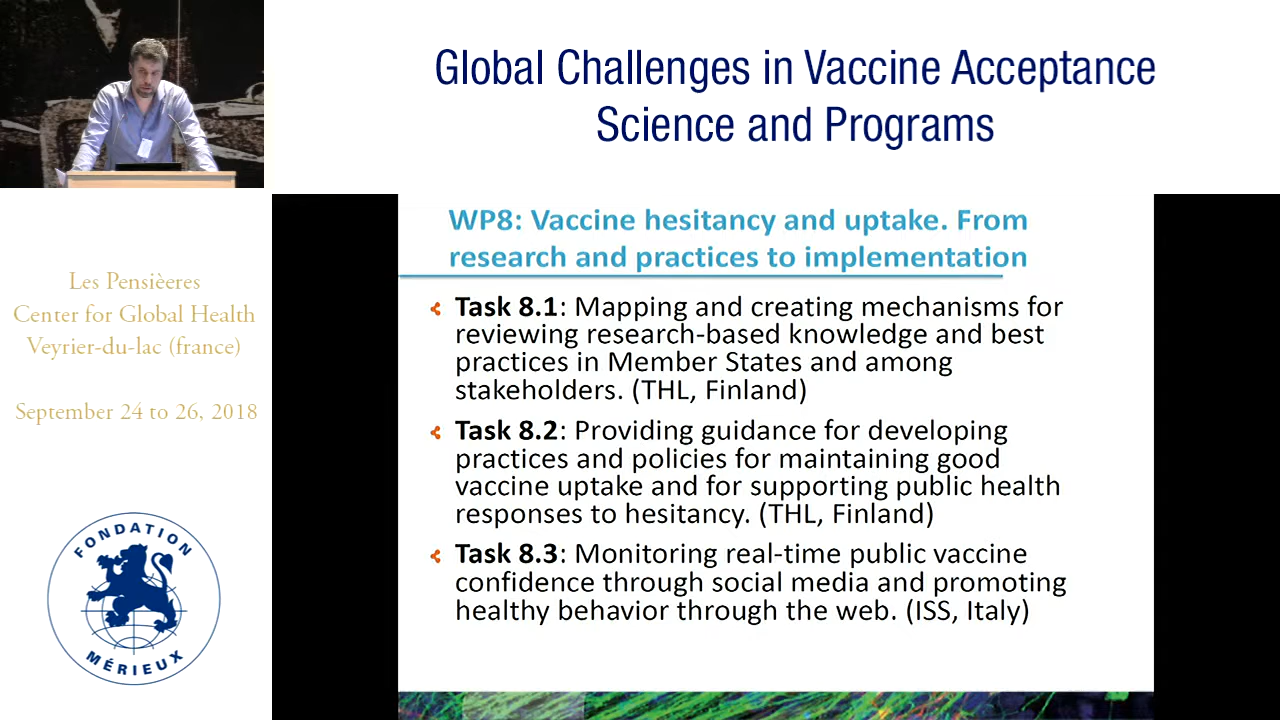 Global Challenges in Vaccine Acceptance
Science and Programs
Les Pensièeres
Center for Global Health
Veyrier-du-lac (france)
September 24 to 26, 2018
FONDATION
MÉRIEUX
WP8: Vaccine hesitancy and uptake. From
research and practices to implementation
Task 8.1: Mapping and creating mechanisms for
reviewing research-based knowledge and best
practices in Member States and among
stakeholders. (THL, Finland)
Task 8.2: Providing guidance for developing
practices and policies for maintaining good
vaccine uptake and for supporting public health
responses to hesitancy. (THL, Finland)
Task 8.3: Monitoring real-time public vaccine
confidence through social media and promoting
healthy behavior through the web. (ISS, Italy)